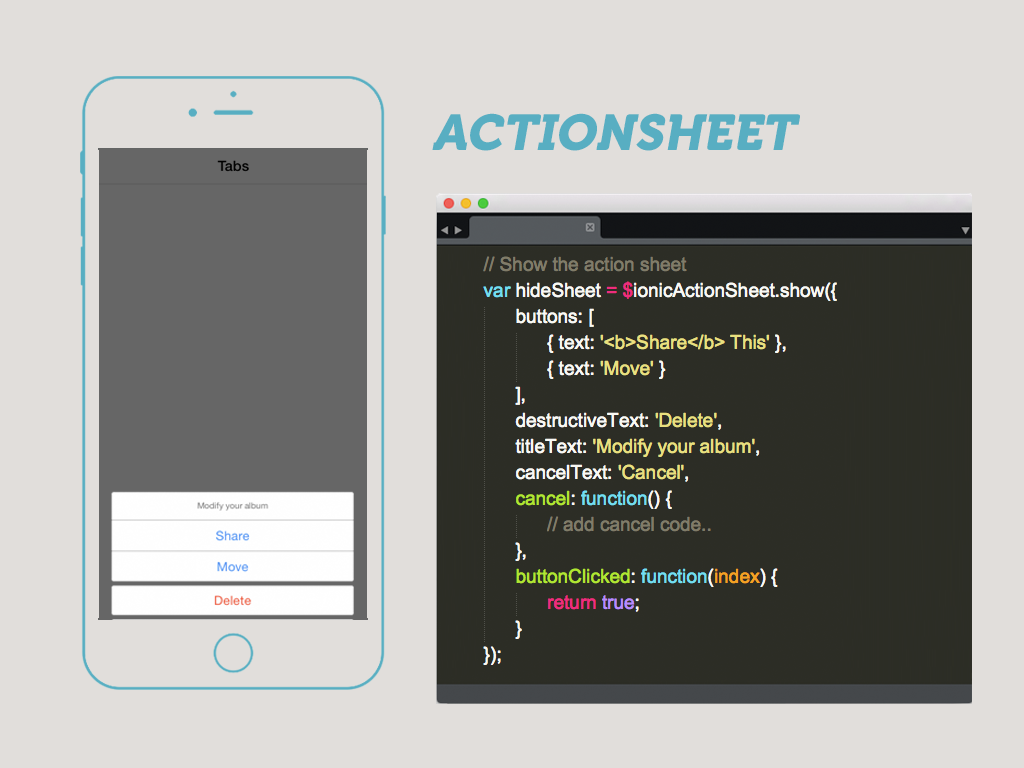 Tabs
Modify your album
Share
Move
Delete
ACTIONSHEET
// Show the action sheet
var hideSheet = $ionicActionSheet.show({
buttons: [
{ text: '<b>Share</b> This' },
{ text: 'Move' }
],
destructiveText: 'Delete',
titleText: 'Modify your album',
cancelText: 'Cancel',
cancel: function() {
// add cancel code..
},
buttonClicked: function(index) {
return true;
}
});